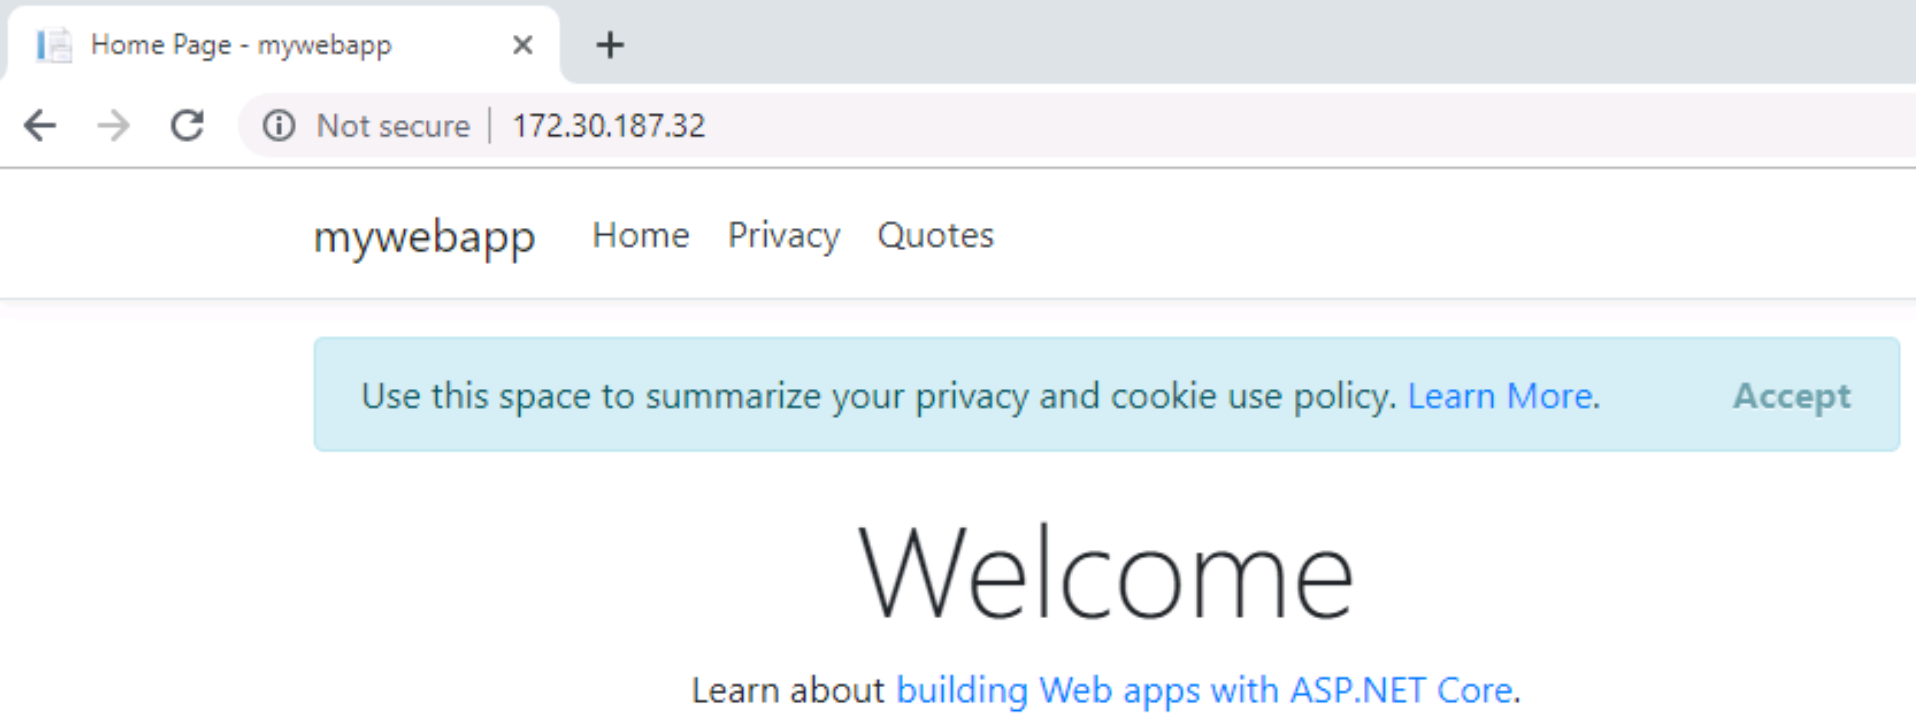 Home Page - mywebapp
Not secure | 172.30.187.32
mywebapp Home Privacy Quotes
Use this space to summarize your privacy and cookie use policy. Learn More. Accept
Welcome
Learn about building Web apps with ASP.NET Core.